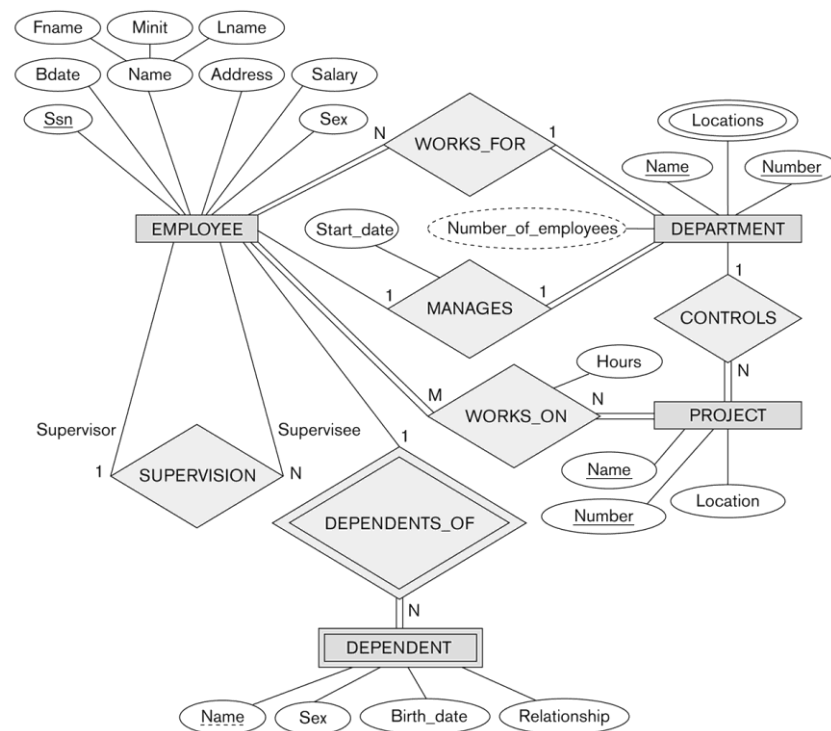 Fname
Minit
Lname
Bdate
Name
Address
Salary
Ssn
Sex
N
WORKS_FOR
1
Locations
Name
Number
EMPLOYEE
Start_date
Number_of_employees
DEPARTMENT
1
MANAGES
1
1
CONTROLS
N
Hours
M
WORKS_ON
N
PROJECT
Supervisor
Supervisee
1
SUPERVISION
N
1
Name
Number
Location
DEPENDENTS_OF
N
DEPENDENT
Name
Sex
Birth_date
Relationship